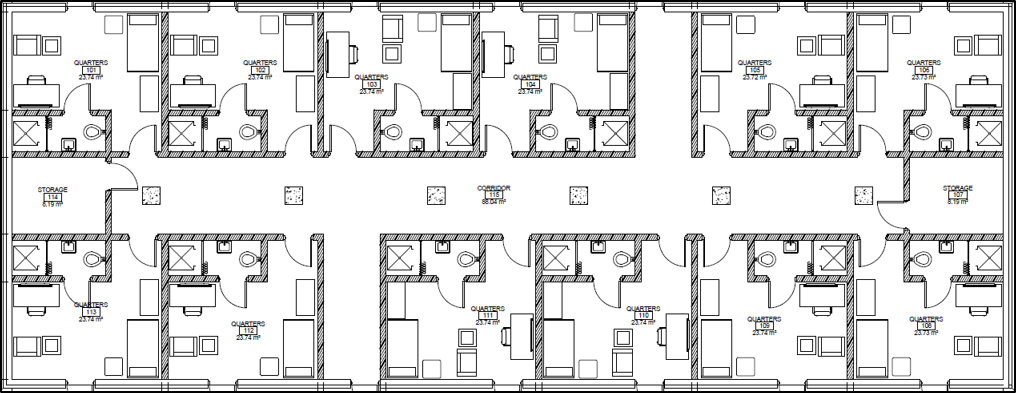 QUARTERS
101
23.74 m²
QUARTERS
102
23.74 m²
QUARTERS
103
23.74 m²
QUARTERS
104
23.74 m²
QUARTERS
105
23.72 m²
QUARTERS
106
23.73 m²
STORAGE
114
8.19 m²
CORRIDOR
115
66.04 m²
STORAGE
107
8.19 m²
QUARTERS
113
23.74 m²
QUARTERS
112
23.74 m²
QUARTERS
111
23.74 m²
QUARTERS
110
23.74 m²
QUARTERS
109
23.74 m²
QUARTERS
108
23.73 m²